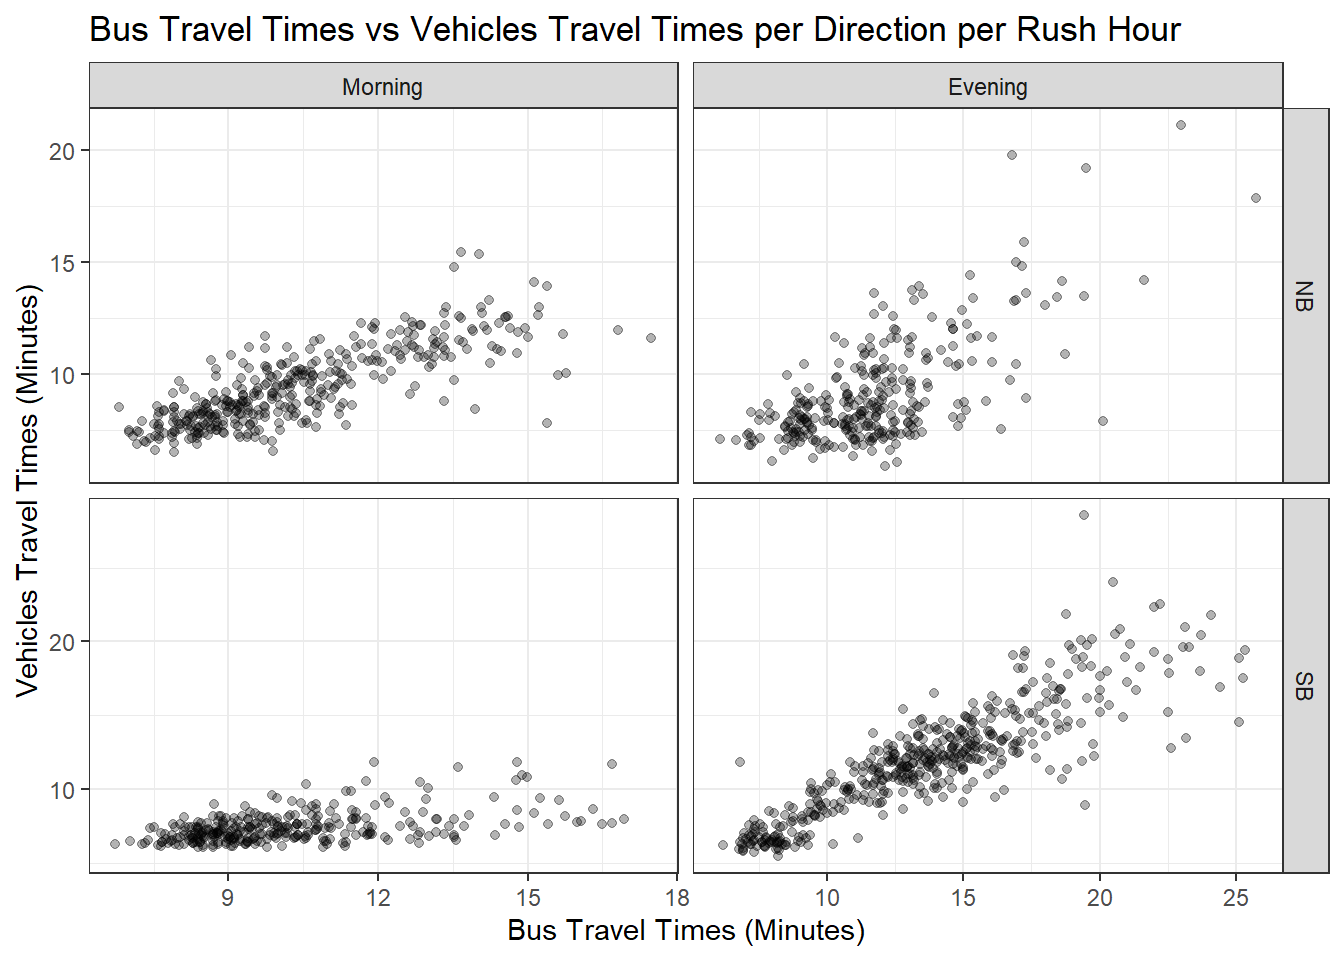 Bus Travel Times vs Vehicles Travel Times per Direction per Rush Hour
Morning
Evening
Vehicles Travel Times (Minutes)
20
15
10
NB
20
10
SB
9
12
15
18
10
15
20
25
Bus Travel Times (Minutes)